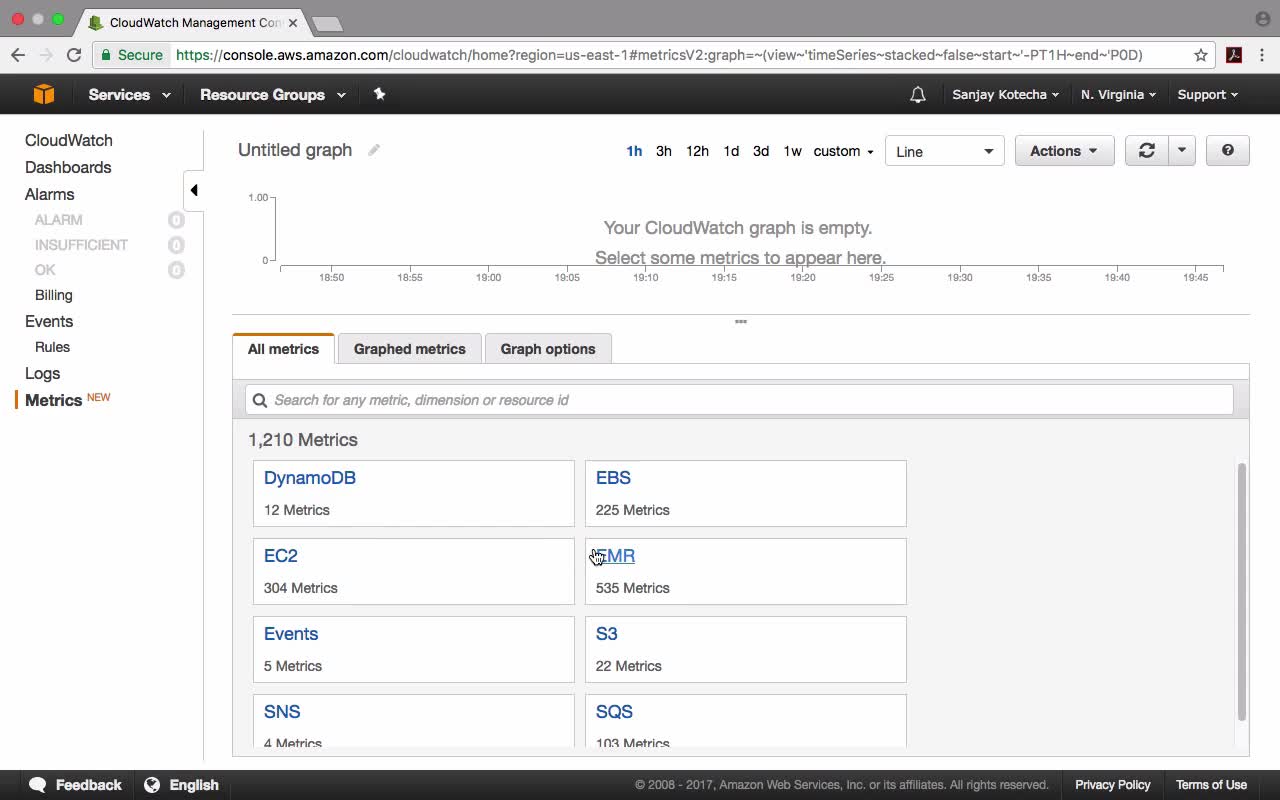 CloudWatch Management Con
Secure https://console.aws.amazon.com/cloudwatch/home?region=us-east-1#metricsV2:graph=~(view~'timeSeries~stacked~false~start~'-PT1H~end~'P0D)
Services Resource Groups Sanjay Kotecha N. Virginia Support
CloudWatch
Dashboards
Alarms
ALARM 0
INSUFFICIENT 0
OK 0
Billing
Events
Rules
Logs
Metrics NEW
Untitled graph 1h 3h 12h 1d 3d 1w custom Line Actions
1.00
Your CloudWatch graph is empty.
Select some metrics to appear here.
0
18:50 18:55 19:00 19:05 19:10 19:15 19:20 19:25 19:30 19:35 19:40 19:45
All metrics Graphed metrics Graph options
Search for any metric, dimension or resource id
1,210 Metrics
DynamoDB
12 Metrics
EBS
225 Metrics
EC2
304 Metrics
EMR
535 Metrics
Events
5 Metrics
S3
22 Metrics
SNS
4 Metrics
SQS
103 Metrics
Feedback English © 2008 - 2017, Amazon Web Services, Inc. or its affiliates. All rights reserved. Privacy Policy Terms of Use